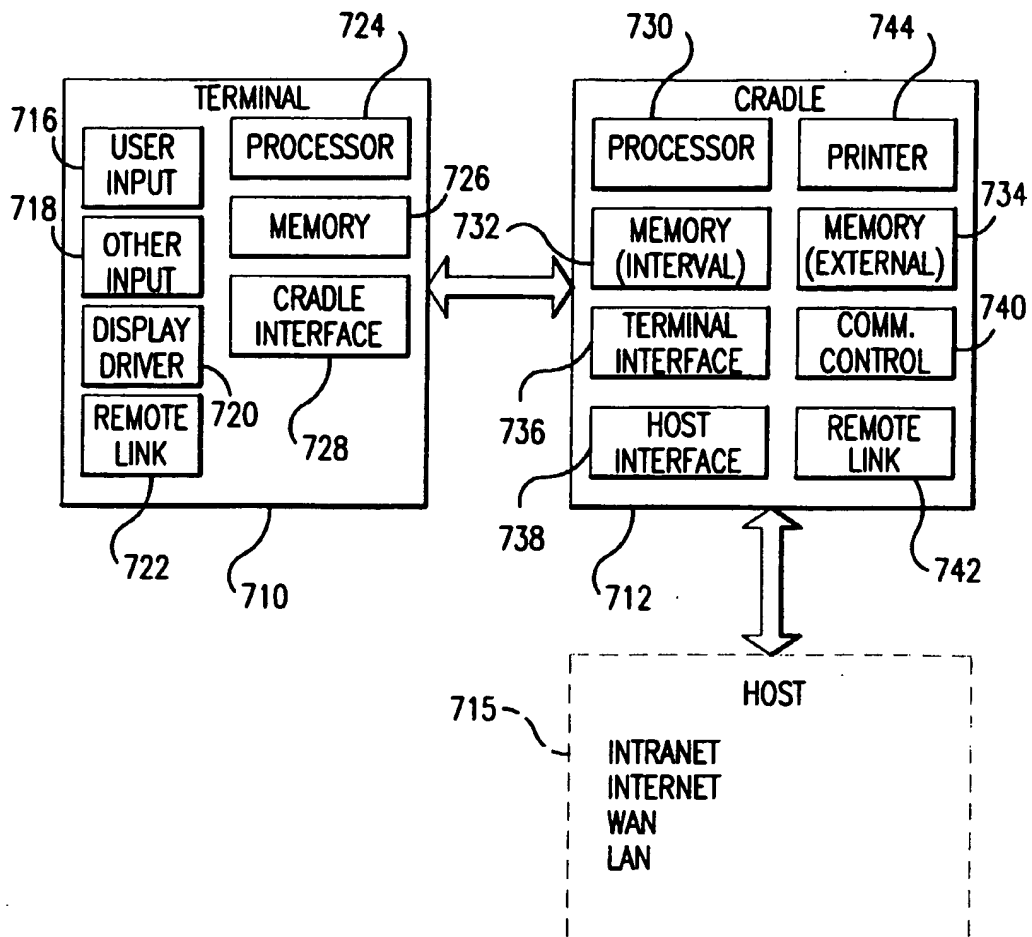 724
730
744
TERMINAL
716
USER
INPUT
PROCESSOR
718
OTHER
INPUT
726
MEMORY
DISPLAY
DRIVER
720
CRADLE
INTERFACE
728
REMOTE
LINK
722
710
CRADLE
PROCESSOR
PRINTER
732
MEMORY
(INTERVAL)
734
MEMORY
(EXTERNAL)
TERMINAL
INTERFACE
736
740
COMM.
CONTROL
HOST
INTERFACE
738
REMOTE
LINK
712
742
715
HOST
INTRANET
INTERNET
WAN
LAN